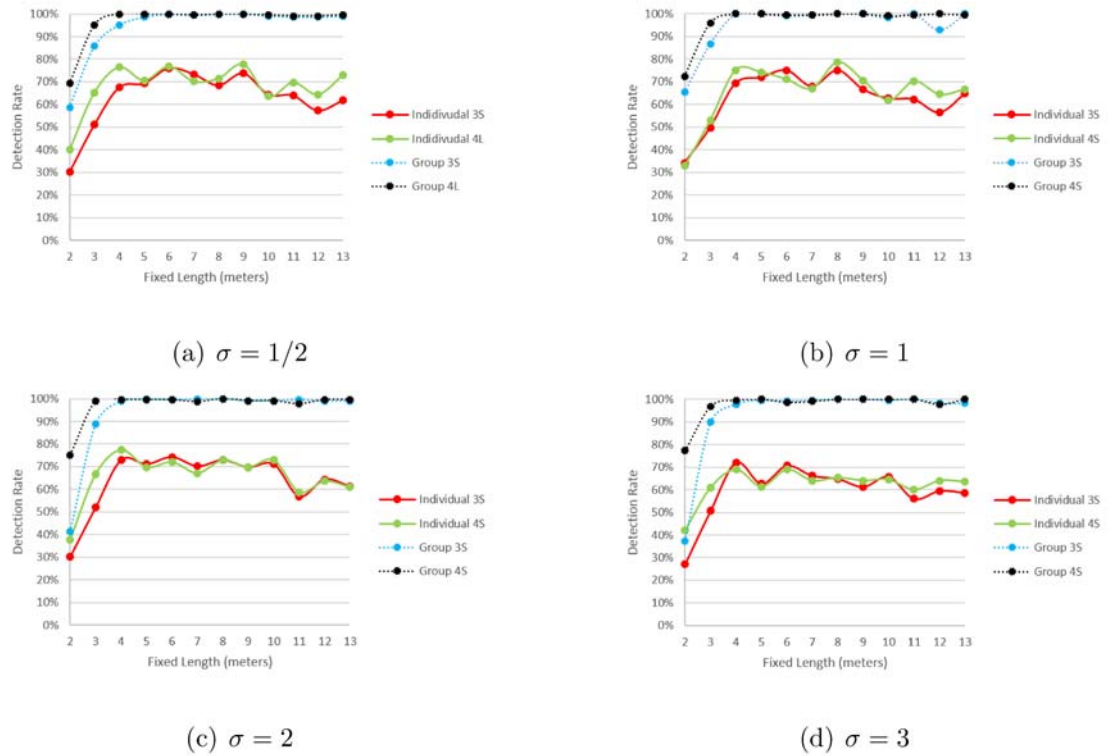 100%
90%
80%
70%
60%
50%
40%
30%
20%
10%
0%
Detection Rate
2 3 4 5 6 7 8 9 10 11 12 13
Fixed Length (meters)
Indidivudal 3S
Indidivudal 4L
Group 3S
Group 4L
(a) σ = 1/2
100%
90%
80%
70%
60%
50%
40%
30%
20%
10%
0%
Detection Rate
2 3 4 5 6 7 8 9 10 11 12 13
Fixed Length (meters)
Individual 3S
Individual 4S
Group 3S
Group 4S
(b) σ = 1
100%
90%
80%
70%
60%
50%
40%
30%
20%
10%
0%
Detection Rate
2 3 4 5 6 7 8 9 10 11 12 13
Fixed Length (meters)
Individual 3S
Individual 4S
Group 3S
Group 4S
(c) σ = 2
100%
90%
80%
70%
60%
50%
40%
30%
20%
10%
0%
Detection Rate
2 3 4 5 6 7 8 9 10 11 12 13
Fixed Length (meters)
Individual 3S
Individual 4S
Group 3S
Group 4S
(d) σ = 3